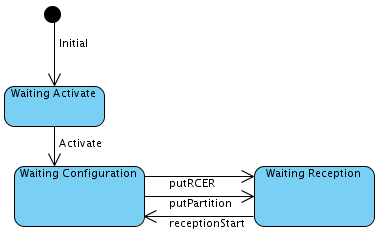 Initial
Waiting Activate
Activate
Waiting Configuration
Waiting Reception
putRCER
putPartition
receptionStart